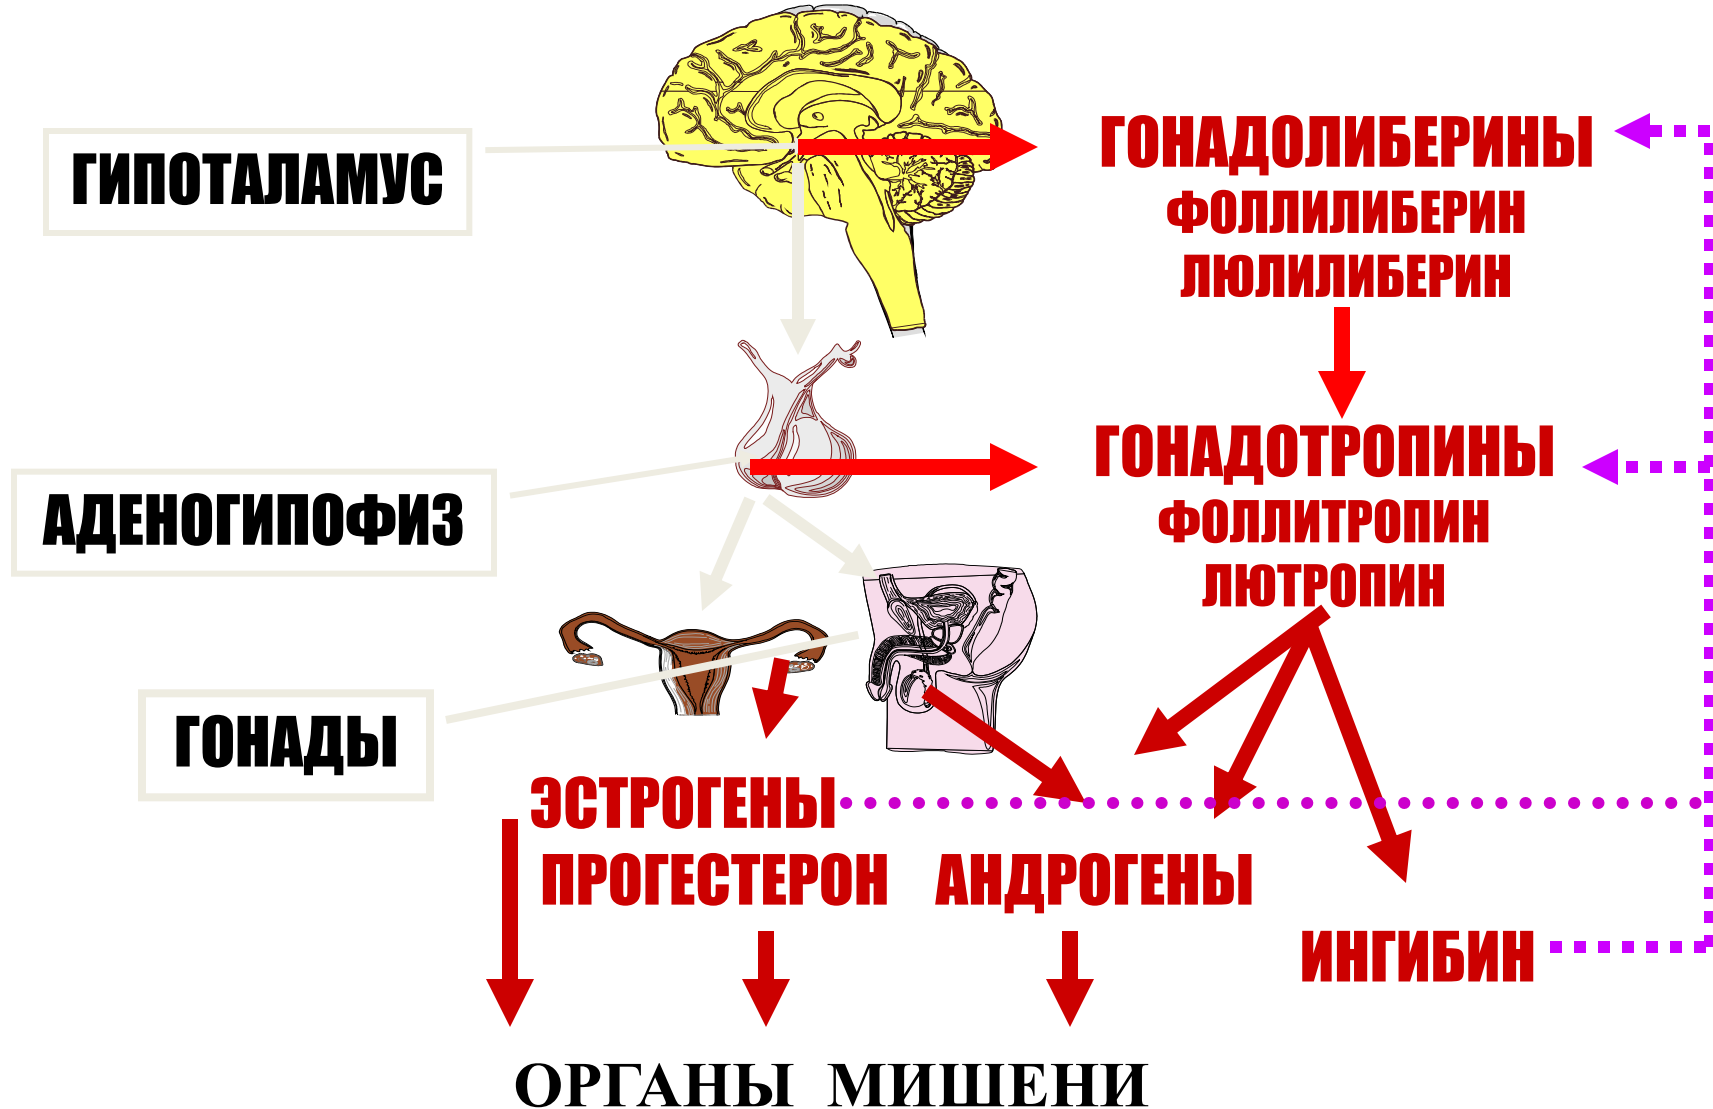 ГИПОТАЛАМУС
ГОНАДОЛИБЕРИНЫ
ФОЛЛИЛИБЕРИН
ЛЮЛИЛИБЕРИН
АДЕНОГИПОФИЗ
ГОНАДОТРОПИНЫ
ФОЛЛИТРОПИН
ЛЮТРОПИН
ГОНАДЫ
ЭСТРОГЕНЫ
ПРОГЕСТЕРОН АНДРОГЕНЫ
ИНГИБИН
ОРГАНЫ МИШЕНИ